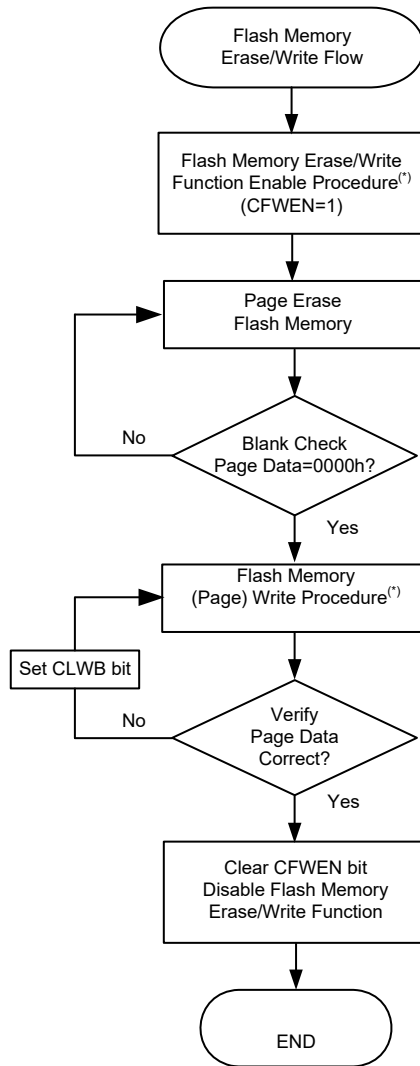 Flash Memory
Erase/Write Flow
Flash Memory Erase/Write
Function Enable Procedure(*)
(CFWEN=1)
Page Erase
Flash Memory
No
Blank Check
Page Data=0000h?
Yes
Flash Memory
(Page) Write Procedure(*)
Set CLWB bit
No
Verify
Page Data
Correct?
Yes
Clear CFWEN bit
Disable Flash Memory
Erase/Write Function
END